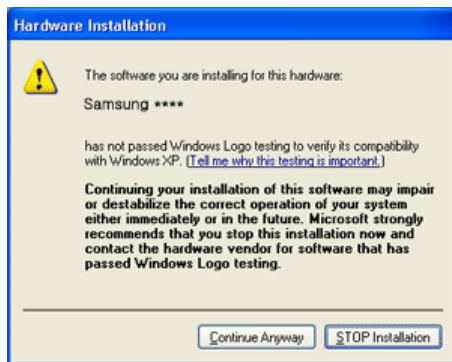 Hardware Installation
The software you are installing for this hardware:
Samsung ****
has not passed Windows Logo testing to verify its compatibility
with Windows XP. (Tell me why this testing is important.)
Continuing your installation of this software may impair
or destabilize the correct operation of your system
either immediately or in the future. Microsoft strongly
recommends that you stop this installation now and
contact the hardware vendor for software that has
passed Windows Logo testing.
Continue Anyway
STOP Installation